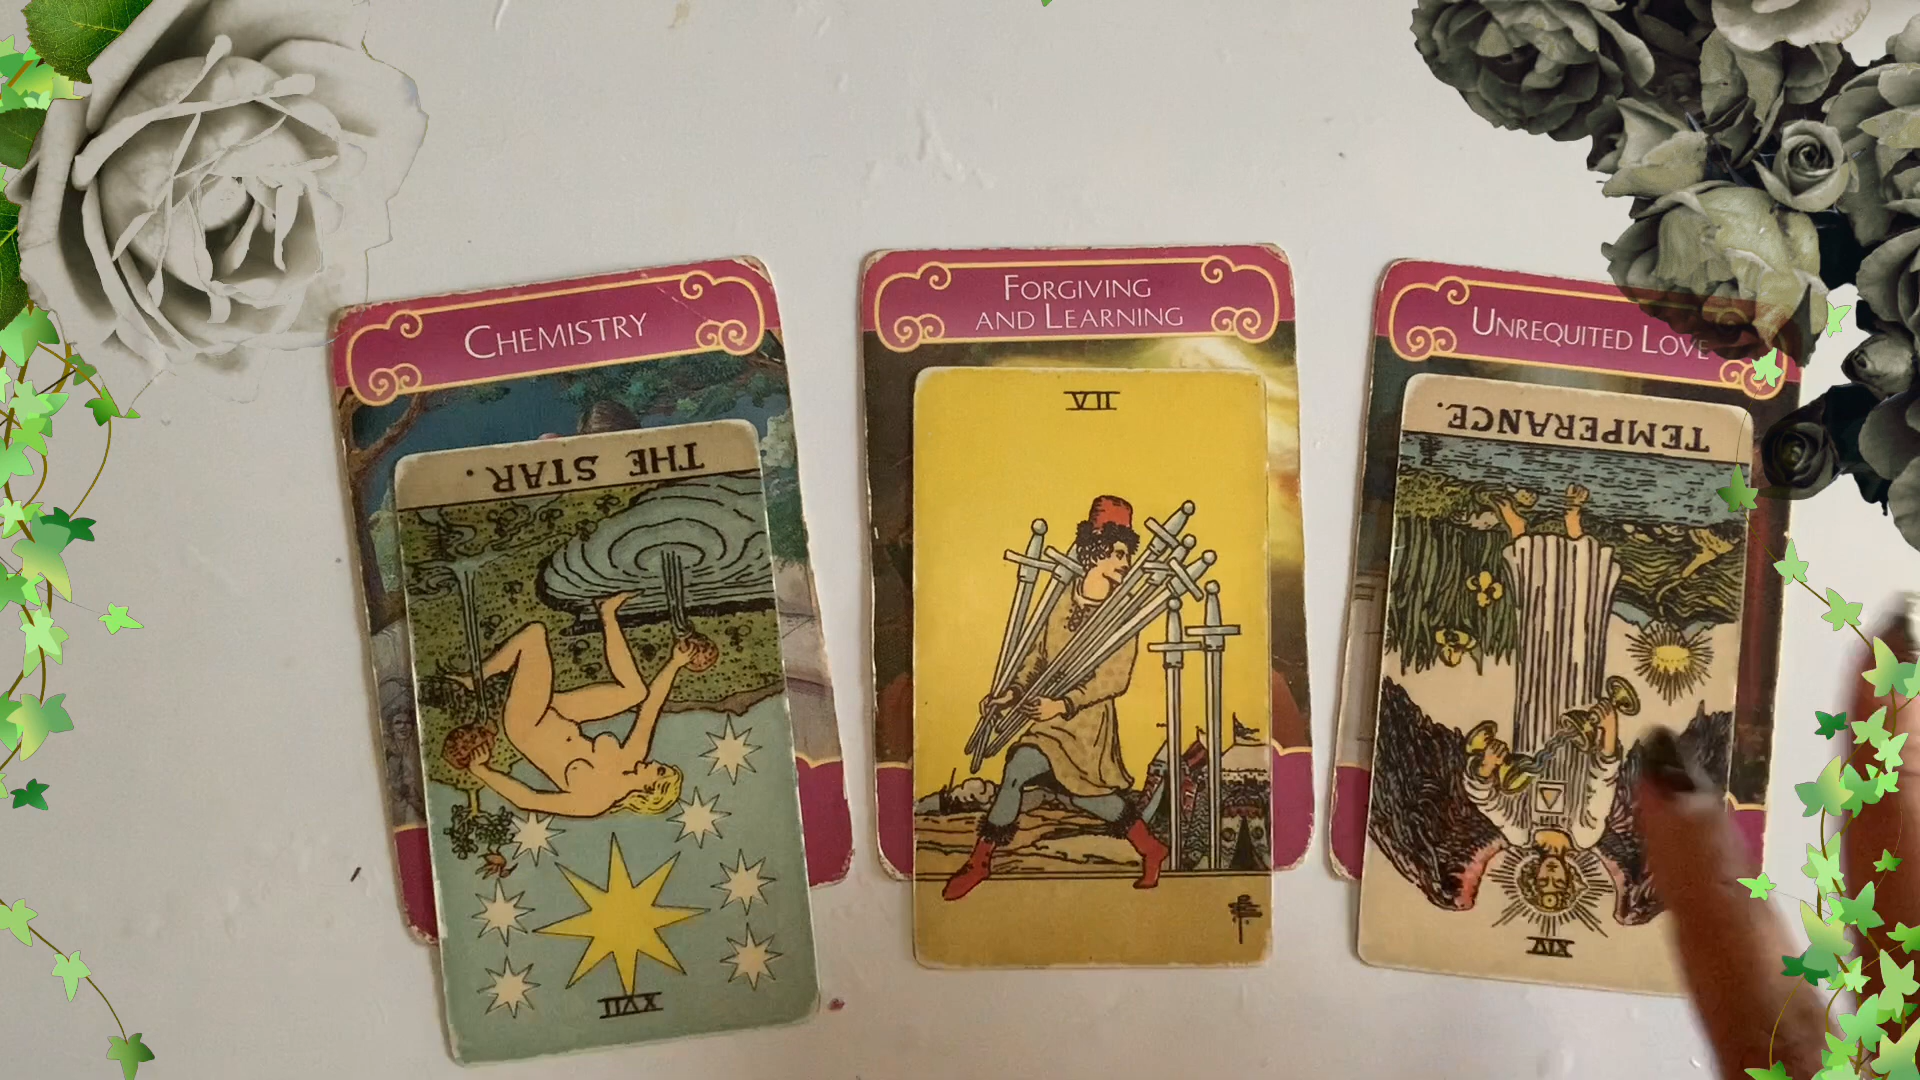 CHEMISTRY
THE STAR.
XVII
FORGIVING
AND LEARNING
VII
UNREQUITED LOVE
TEMPERANCE.
XIV